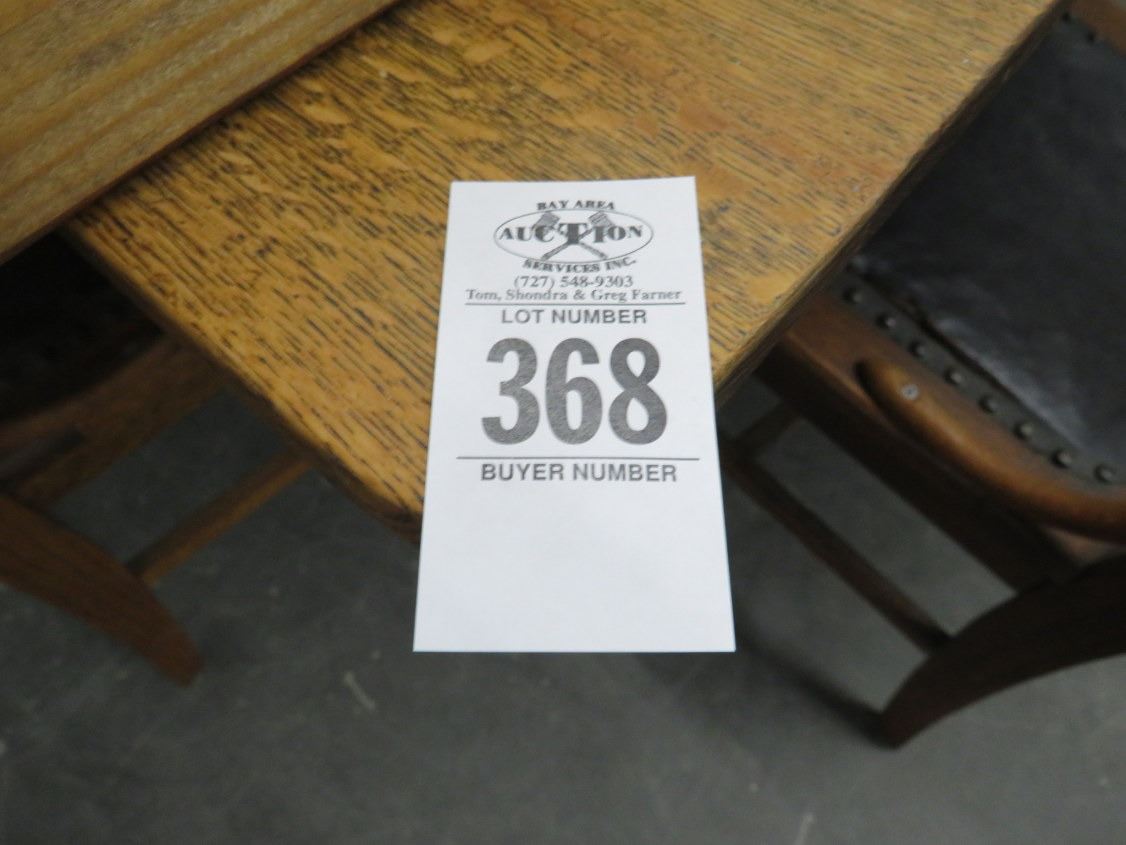 BAY AREA
AUCTION
SERVICES INC.
(727) 548-9303
Tom, Shondra & Greg Farner
LOT NUMBER
368
BUYER NUMBER